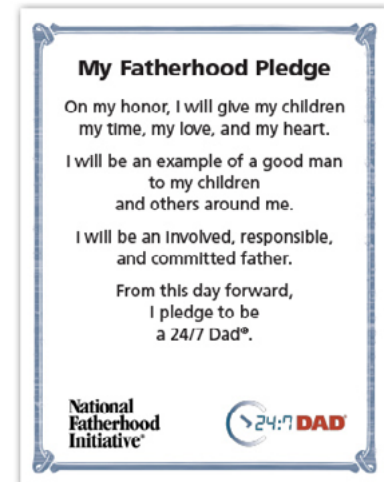 My Fatherhood Pledge
On my honor, I will give my children
my time, my love, and my heart.
I will be an example of a good man
to my children
and others around me.
I will be an involved, responsible,
and committed father.
From this day forward,
I pledge to be
a 24/7 Dad®.
National
Fatherhood
Initiative®
24:7 DAD®